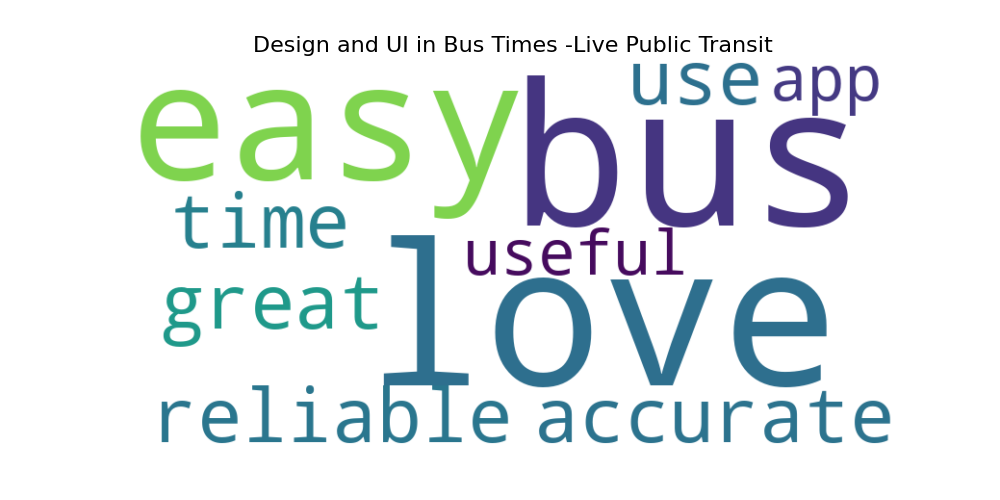 Design and UI in Bus Times -Live Public Transit
use app
easy bus
time
useful
great love
reliable accurate